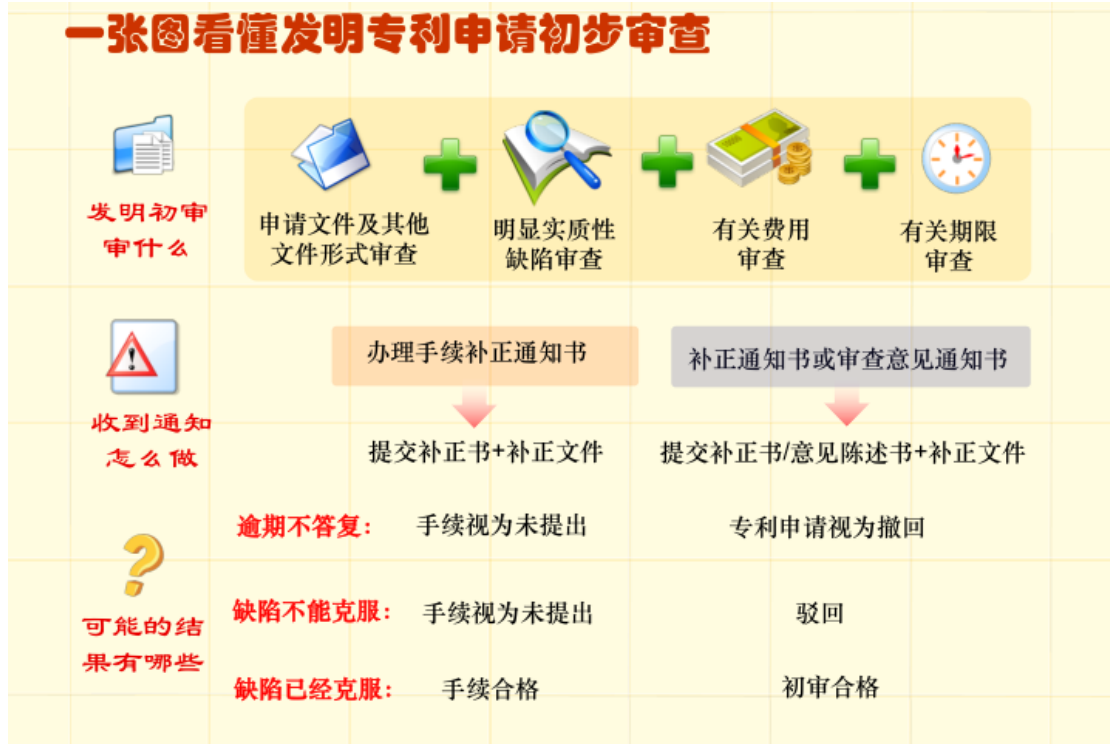 一张图看懂发明专利申请初步审查
发明初审
审什么
申请文件及其他
文件形式审查
明显实质性
缺陷审查
有关费用
审查
有关期限
审查
收到通知
怎么做
办理手续补正通知书
补正通知书或审查意见通知书
提交补正书+补正文件
提交补正书/意见陈述书+补正文件
可能的结
果有哪些
逾期不答复:
手续视为未提出
专利申请视为撤回
缺陷不能克服:
手续视为未提出
驳回
缺陷已经克服:
手续合格
初审合格